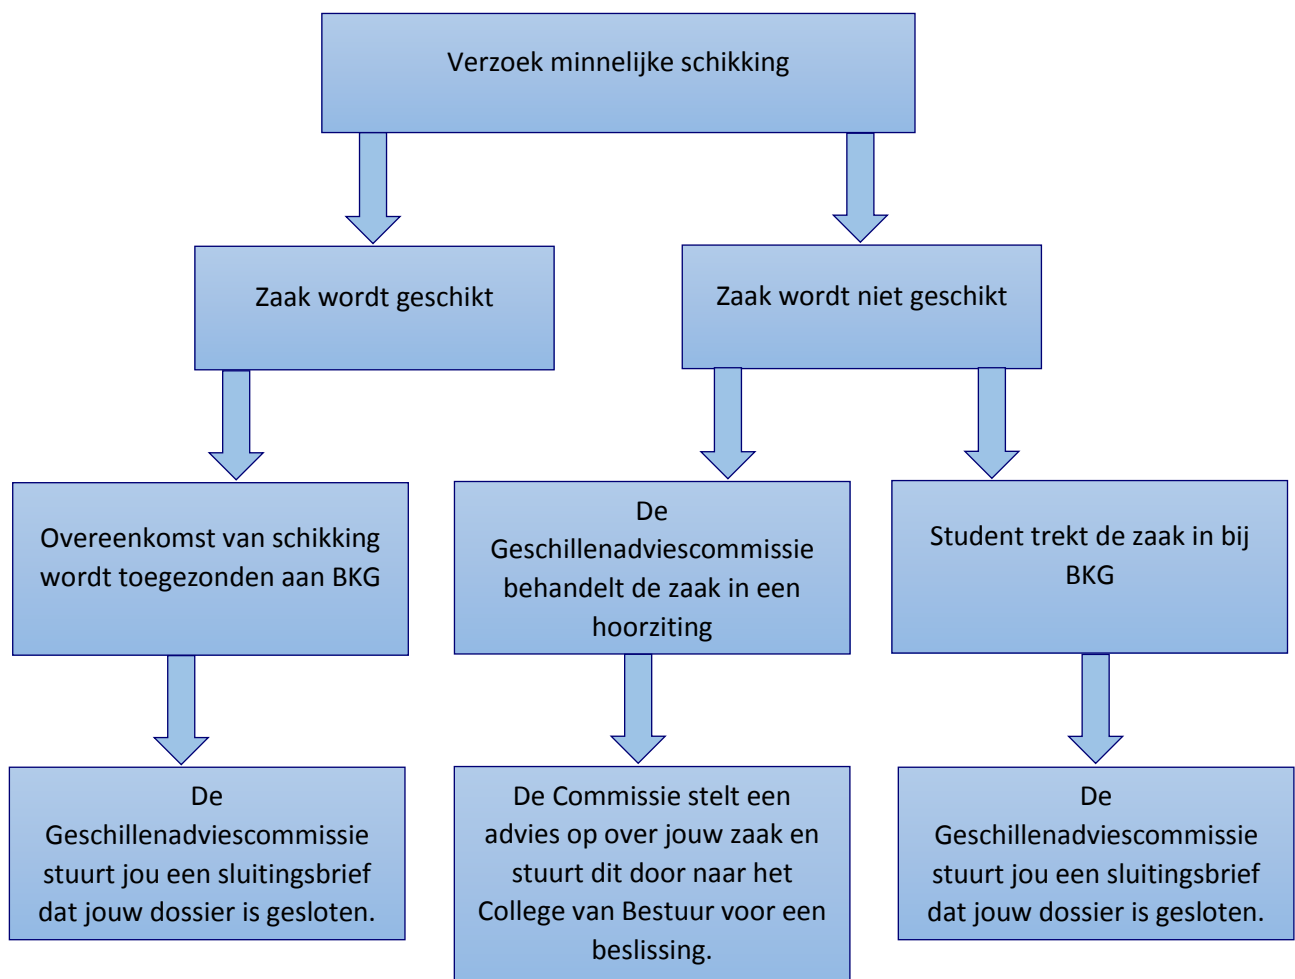 Verzoek minnelijke schikking
Zaak wordt geschikt
Zaak wordt niet geschikt
Overeenkomst van schikking
wordt toegezonden aan BKG
De
Geschillenadviescommissie
behandelt de zaak in een
hoorziting
Student trekt de zaak in bij
BKG
De
Geschillenadviescommissie
stuurt jou een sluitingsbrief
dat jouw dossier is gesloten.
De Commissie stelt een
advies op over jouw zaak en
stuurt dit door naar het
College van Bestuur voor een
beslissing.
De
Geschillenadviescommissie
stuurt jou een sluitingsbrief
dat jouw dossier is gesloten.